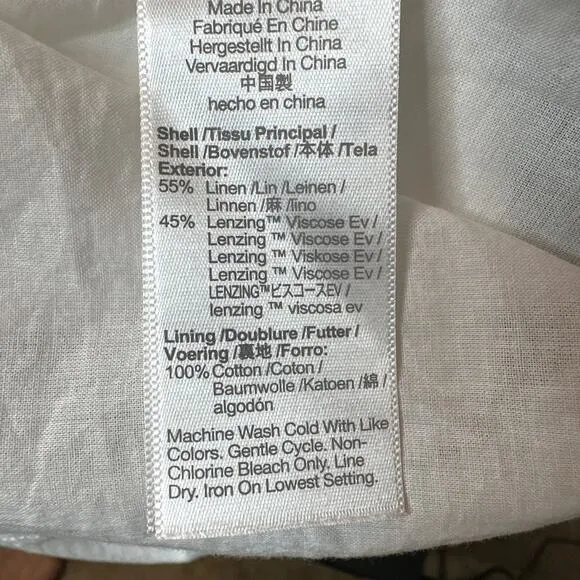 Made In China
Fabriqué En Chine
Hergestellt In China
Vervaardigd In China
中国製
hecho en china
Shell /Tissu Principal /
Shell /Bovenstof /本体 /Tela
Exterior:
55% Linen /Lin /Leinen /
Linnen /麻 /lino
45% Lenzing™ Viscose Ev /
Lenzing ™ Viscose Ev /
Lenzing ™ Viskose Ev /
Lenzing ™ Viscose Ev /
LENZING™ビスコースEV /
lenzing ™ viscosa ev
Lining /Doublure /Futter /
Voering /裏地 /Forro:
100% Cotton /Coton /
Baumwolle /Katoen /綿 /
algodón
Machine Wash Cold With Like
Colors. Gentle Cycle. Non-
Chlorine Bleach Only. Line
Dry. Iron On Lowest Setting.